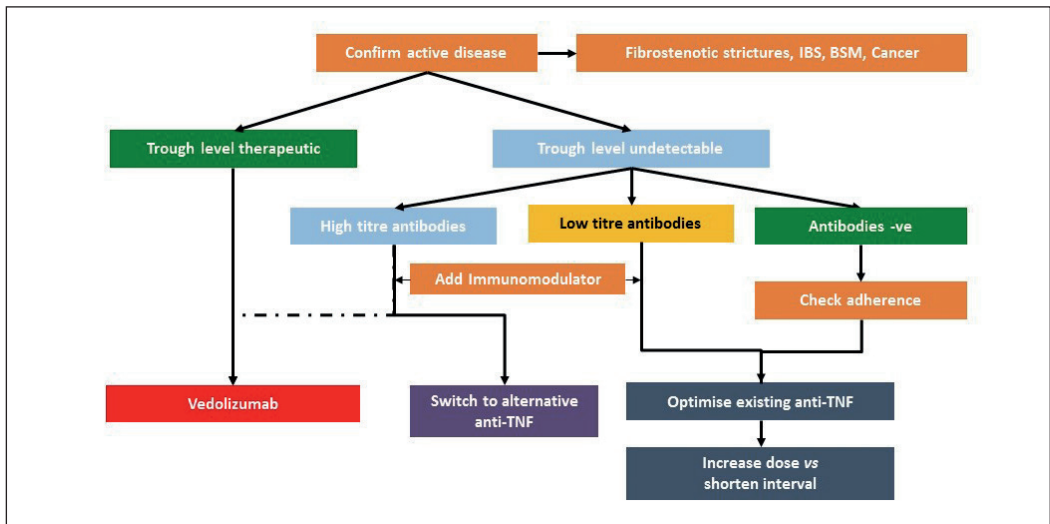 Confirm active disease
Fibrostenotic strictures, IBS, BSM, Cancer
Trough level therapeutic
Trough level undetectable
High titre antibodies
Low titre antibodies
Antibodies -ve
Add Immunomodulator
Check adherence
Vedolizumab
Switch to alternative
anti-TNF
Optimise existing anti-TNF
Increase dose vs
shorten interval